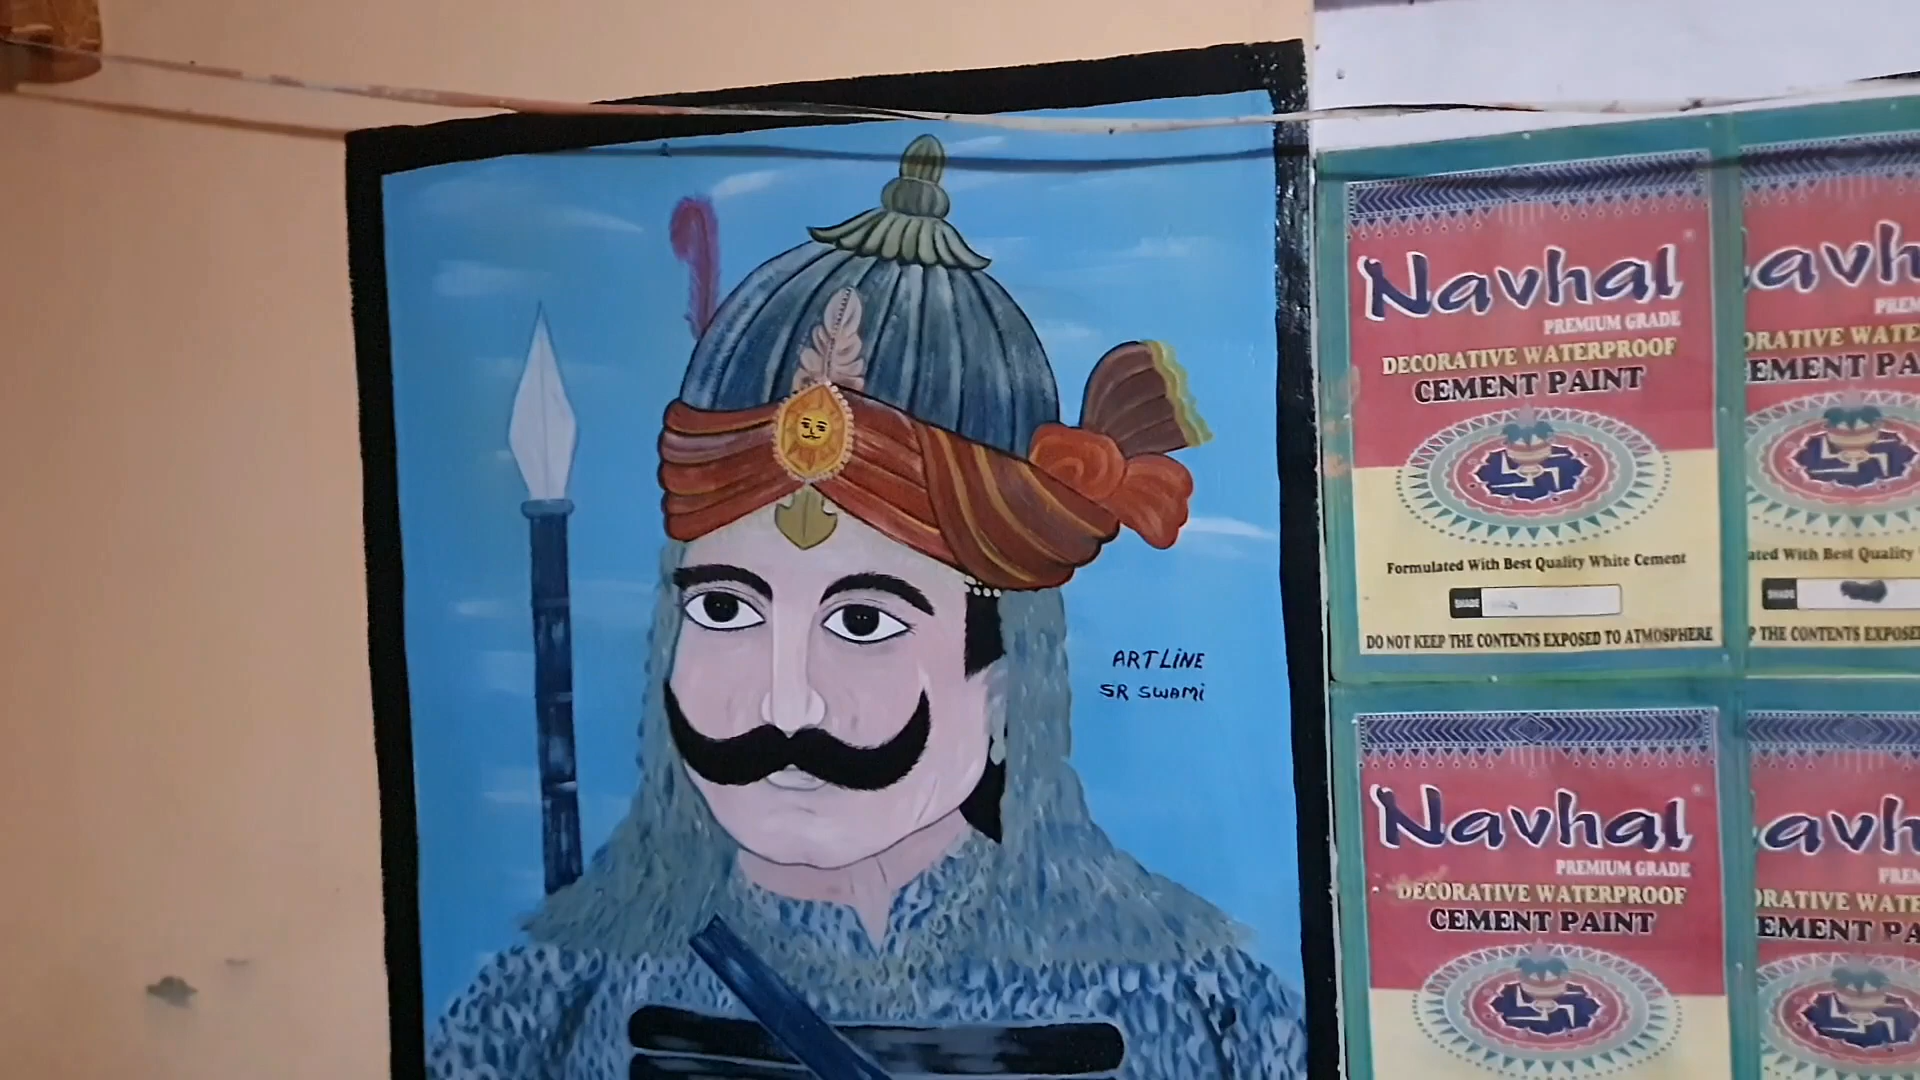 ARTLINE
SR SWAMI
Navhal
PREMIUM GRADE
DECORATIVE WATERPROOF
CEMENT PAINT
Formulated With Best Quality White Cement
SHADE
DO NOT KEEP THE CONTENTS EXPOSED TO ATMOSPHERE
avh
PREM
ORATIVE WATE
EMENT PA
ated With Best Quality
SHADE
P THE CONTENTS EXPOSE
Navhal
PREMIUM GRADE
DECORATIVE WATERPROOF
CEMENT PAINT
avh
PREM
ORATIVE WATE
EMENT PA